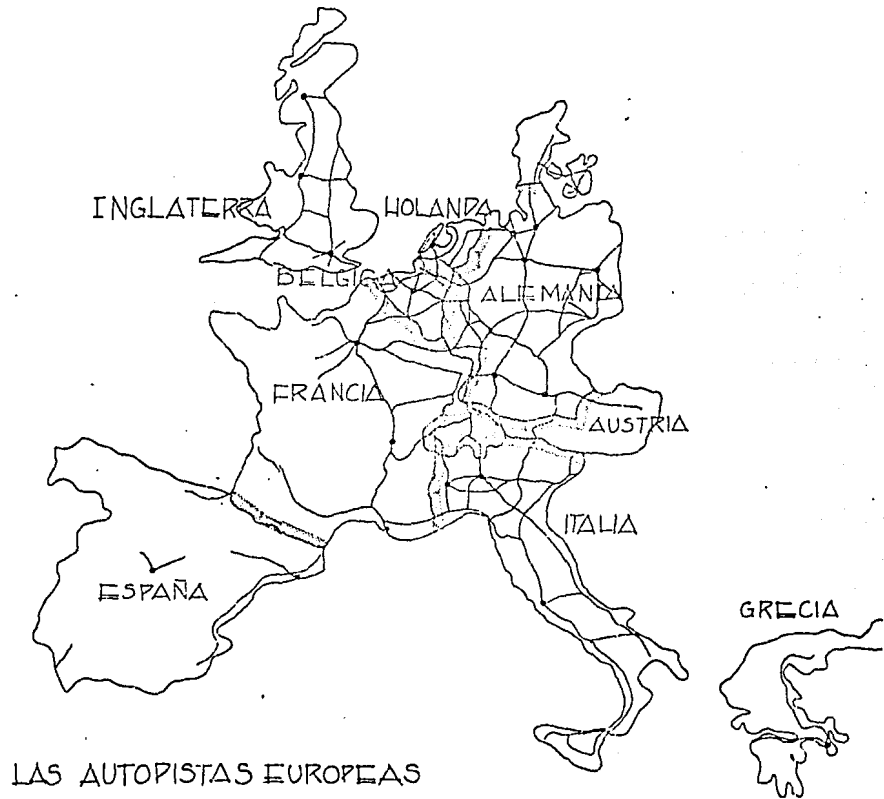 INGLATERRA
HOLANDA
BELGICA
ALEMANIA
FRANCIA
AUSTRIA
ITALIA
ESPAÑA
GRECIA
LAS AUTOPISTAS EUROPEAS